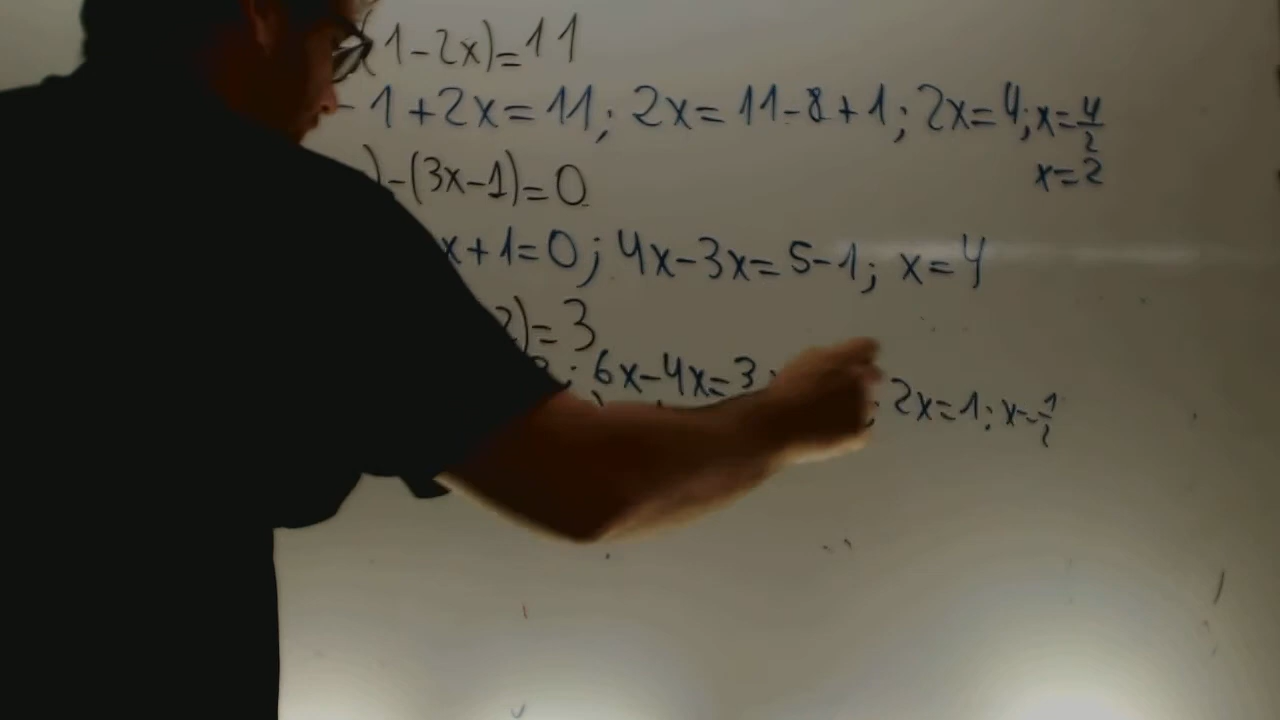 (1-2x)=11
-1+2x=11; 2x=11-8+1; 2x=4; x=4/2
x=2
)-(3x-1)=0
x+1=0; 4x-3x=5-1; x=4
2)=3
; 6x-4x=3 ; 2x=1; x=1/2